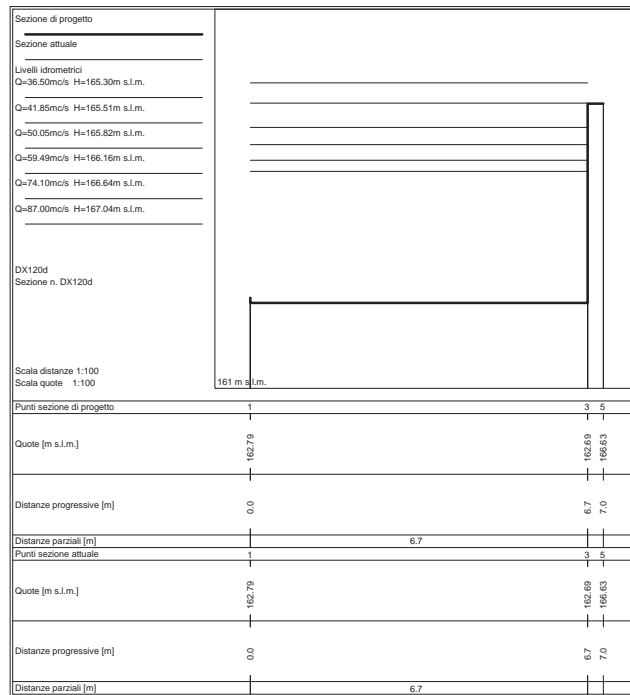 Sezione di progetto
Sezione attuale
Livelli idrometrici
Q=36.50mc/s H=165.30m s.l.m.
Q=41.85mc/s H=165.51m s.l.m.
Q=50.05mc/s H=165.82m s.l.m.
Q=59.49mc/s H=166.16m s.l.m.
Q=74.10mc/s H=166.64m s.l.m.
Q=87.00mc/s H=167.04m s.l.m.
DX120d
Sezione n. DX120d
Scala distanze 1:100
Scala quote 1:100
161 m s.l.m.
Punti sezione di progetto 1 3 5
Quote [m s.l.m.] 162.79 162.69 166.63
Distanze progressive [m] 0.0 6.7 7.0
Distanze parziali [m] 6.7
Punti sezione attuale 1 3 5
Quote [m s.l.m.] 162.79 162.69 166.63
Distanze progressive [m] 0.0 6.7 7.0
Distanze parziali [m] 6.7